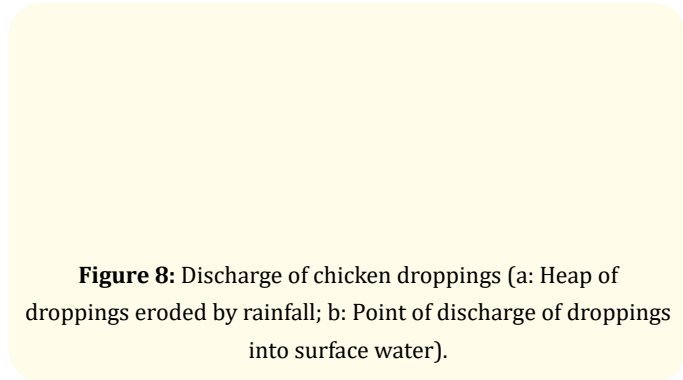 Figure 8: Discharge of chicken droppings (a: Heap of
droppings eroded by rainfall; b: Point of discharge of droppings
into surface water).